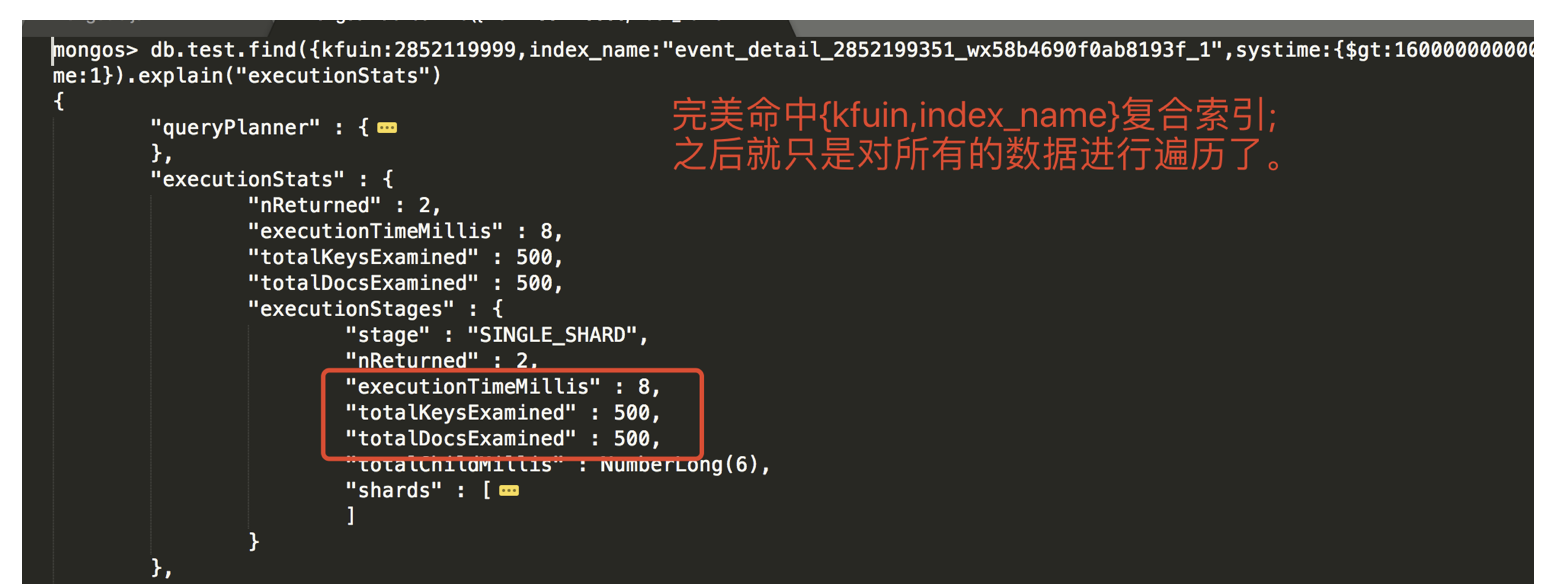 mongos> db.test.find({kfuin:2852119999,index_name:"event_detail_2852199351_wx58b4690f0ab8193f_1",systime:{$gt:1600000000000
me:1}).explain("executionStats")
{
"queryPlanner" : {
},
"executionStats" : {
"nReturned" : 2,
"executionTimeMillis" : 8,
"totalKeysExamined" : 500,
"totalDocsExamined" : 500,
"executionStages" : {
"stage" : "SINGLE_SHARD",
"nReturned" : 2,
"executionTimeMillis" : 8,
"totalKeysExamined" : 500,
"totalDocsExamined" : 500,
"totalChildMillis" : NumberLong(6),
"shards" : [
]
}
},
完美命中{kfuin,index_name}复合索引;
之后就只是对所有的数据进行遍历了。